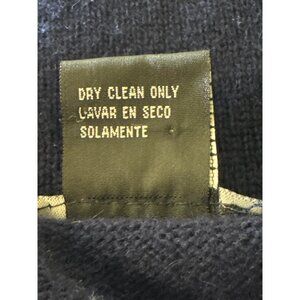 DRY CLEAN ONLY
LAVAR EN SECO
SOLAMENTE